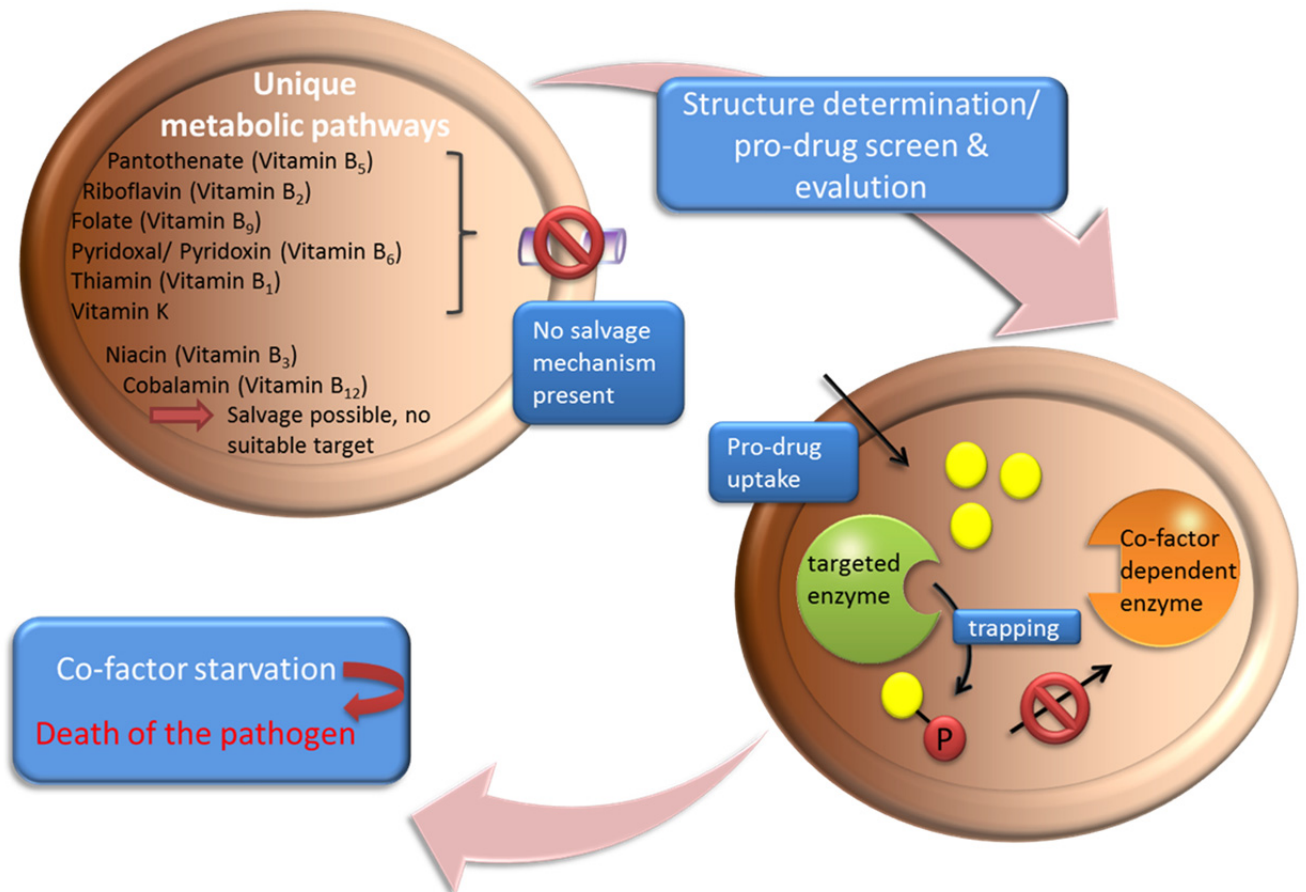 Unique
metabolic pathways
Pantothenate (Vitamin B₅)
Riboflavin (Vitamin B₂)
Folate (Vitamin B₉)
Pyridoxal/ Pyridoxin (Vitamin B₆)
Thiamin (Vitamin B₁)
Vitamin K
Niacin (Vitamin B₃)
Cobalamin (Vitamin B₁₂)
Salvage possible, no
suitable target
No salvage
mechanism
present
Structure determination/
pro-drug screen &
evalution
Pro-drug
uptake
targeted
enzyme
Co-factor
dependent
enzyme
trapping
P
Co-factor starvation
Death of the pathogen